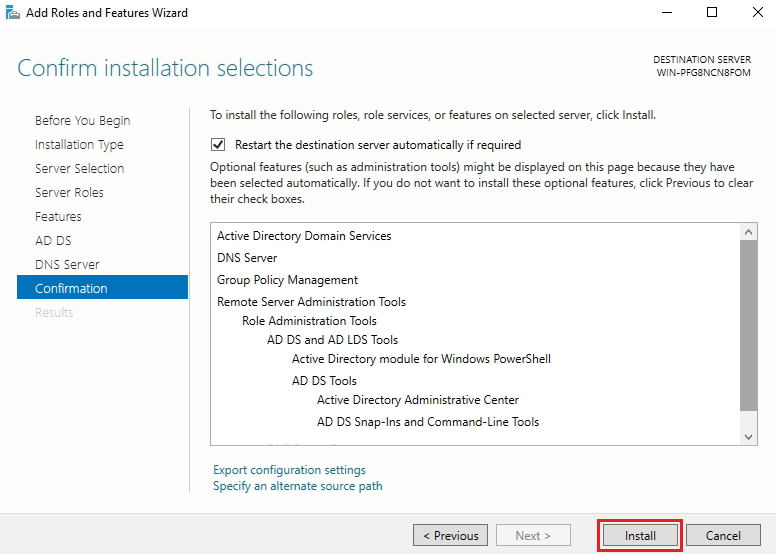 Add Roles and Features Wizard
Confirm installation selections
DESTINATION SERVER
WIN-PFG8NCN8FOM
Before You Begin
Installation Type
Server Selection
Server Roles
Features
AD DS
DNS Server
Confirmation
Results
To install the following roles, role services, or features on selected server, click Install.
Restart the destination server automatically if required
Optional features (such as administration tools) might be displayed on this page because they have
been selected automatically. If you do not want to install these optional features, click Previous to clear
their check boxes.
Active Directory Domain Services
DNS Server
Group Policy Management
Remote Server Administration Tools
Role Administration Tools
AD DS and AD LDS Tools
Active Directory module for Windows PowerShell
AD DS Tools
Active Directory Administrative Center
AD DS Snap-Ins and Command-Line Tools
Export configuration settings
Specify an alternate source path
< Previous
Next >
Install
Cancel